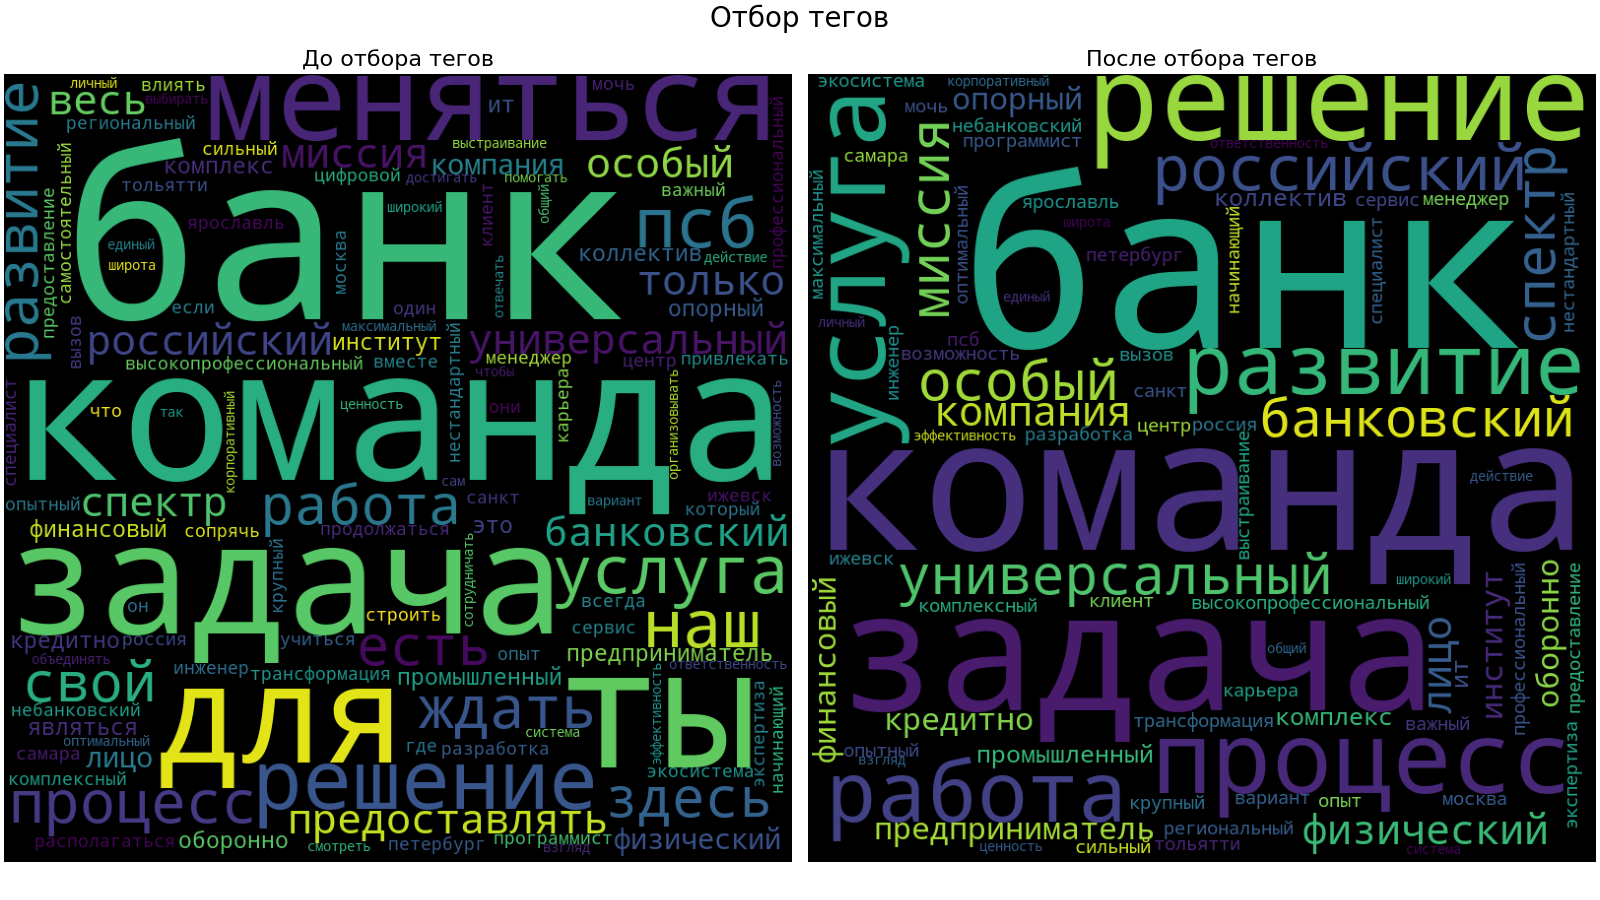 Отбор тегов
До отбора тегов
личный
влиять
меняться
мочь
ит
весь
выбирать
региональный
развитие
сильный
миссия
выстраивание
комплекс
компания
особый
профессиональный
самостоятельный
цифровой
достигать
помогать
важный
тольятти
банк
широкий
клиент
общий
псб
ярославль
предоставление
единый
широта
москва
коллектив
действие
отвечать
только
если
один
опорный
вызов
российский
максимальный
институт
универсальный
нестандартный
менеджер
высокопрофессиональный
вместе
центр
привлекать
чтобы
карьера
организовывать
возможность
специалист
команда
что
так
ценность
они
корпоративный
сам
опытный
спектр
работа
санкт
вариант
ижевск
который
финансовый
сопрячь
продолжаться
это
банковский
крупный
задача
сотрудничать
услуга
он
строить
всегда
наш
сервис
кредитно
россия
учиться
есть
опыт
предприниматель
объединять
инженер
трансформация
промышленный
ответственность
свой
для
ждать
ты
эффективность
экспертиза
начинающий
небанковский
являться
оптимальный
система
самара
лицо
где
разработка
экосистема
комплексный
процесс
решение
здесь
предоставлять
располагаться
оборонно
смотреть
петербург
программист
взгляд
физический
После отбора тегов
экосистема
корпоративный
решение
услуга
мочь
опорный
миссия
небанковский
программист
ответственность
самара
российский
спектр
максимальный
оптимальный
ярославль
коллектив
сервис
менеджер
нестандартный
банк
широта
начинающий
специалист
петербург
единый
личный
инженер
псб
возможность
вызов
развитие
особый
санкт
компания
банковский
эффективность
разработка
центр
россия
команда
выстраивание
действие
ижевск
универсальный
широкий
финансовый
комплексный
клиент
высокопрофессиональный
задача
общий
лицо
ит
институт
профессиональный
оборонно
предоставление
карьера
кредитно
трансформация
комплекс
важный
опытный
взгляд
промышленный
процесс
экспертиза
работа
крупный
вариант
опыт
москва
предприниматель
региональный
физический
ценность
сильный
тольятти
система